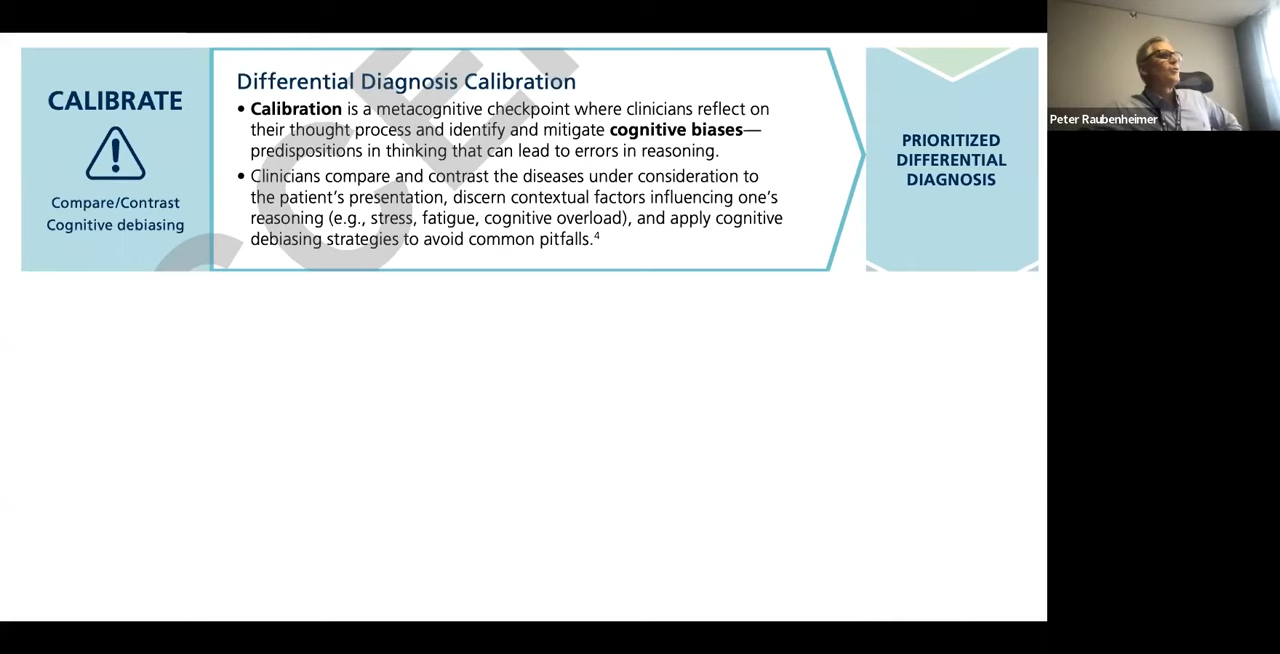 CALIBRATE
Compare/Contrast
Cognitive debiasing
Differential Diagnosis Calibration
• Calibration is a metacognitive checkpoint where clinicians reflect on
their thought process and identify and mitigate cognitive biases—
predispositions in thinking that can lead to errors in reasoning.
• Clinicians compare and contrast the diseases under consideration to
the patient’s presentation, discern contextual factors influencing one’s
reasoning (e.g., stress, fatigue, cognitive overload), and apply cognitive
debiasing strategies to avoid common pitfalls.⁴
PRIORITIZED
DIFFERENTIAL
DIAGNOSIS
Peter Raubenheimer